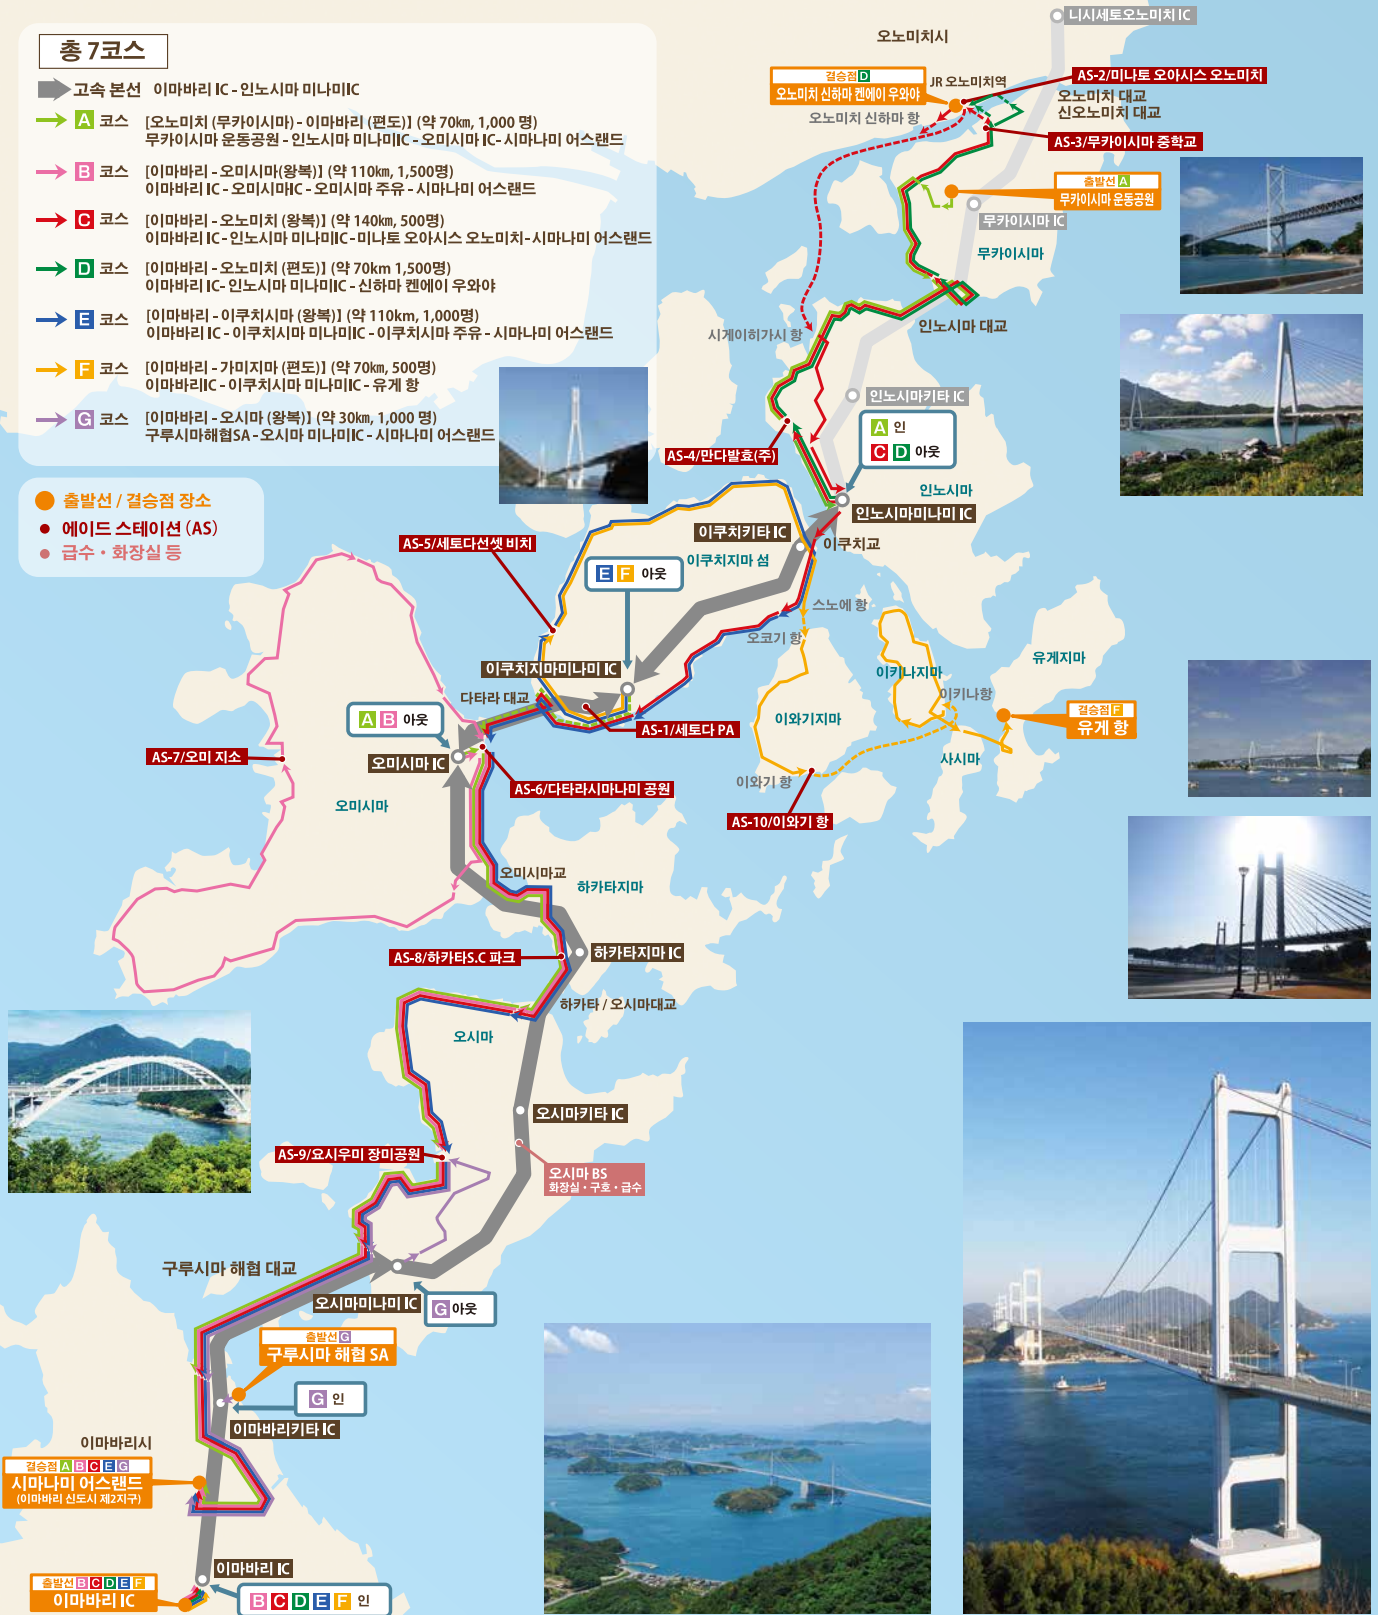 총 7코스
고속 본선 이마바리 IC - 인노시마 미나미IC
A 코스 [오노미치 (무카이시마) - 이마바리 (편도)】 (약 70㎞, 1,000 명)
무카이시마 운동공원 - 인노시마 미나미IC - 오미시마 IC - 시마나미 어스랜드
B 코스 [이마바리 - 오미시마(왕복)】 (약 110㎞, 1,500명)
이마바리 IC - 오미시마IC - 오미시마 주유 - 시마나미 어스랜드
C 코스 [이마바리 - 오노미치 (왕복)】 (약 140㎞, 500명)
이마바리 IC - 인노시마 미나미IC - 미나토 오아시스 오노미치 - 시마나미 어스랜드
D 코스 [이마바리 - 오노미치 (편도)】 (약 70km 1,500명)
이마바리 IC - 인노시마 미나미IC - 신하마 켄에이 우와야
E 코스 [이마바리 - 이쿠치시마 (왕복)】 (약 110km, 1,000명)
이마바리 IC - 이쿠치시마 미나미IC - 이쿠치시마 주유 - 시마나미 어스랜드
F 코스 [이마바리 - 가미지마 (편도)】 (약 70㎞, 500명)
이마바리IC - 이쿠치시마 미나미IC - 유게 항
G 코스 [이마바리 - 오시마 (왕복)】 (약 30㎞, 1,000 명)
구루시마해협SA - 오시마 미나미IC - 시마나미 어스랜드
출발선 / 결승점 장소
에이드 스테이션 (AS)
급수・화장실 등
니시세토오노미치 IC
오노미치시
결승점 D
오노미치 신하마 켄에이 우와야
JR 오노미치역
AS-2/미나토 오아시스 오노미치
오노미치 대교
신오노미치 대교
오노미치 신하마 항
AS-3/무카이시마 중학교
출발선 A
무카이시마 운동공원
무카이시마 IC
무카이시마
인노시마 대교
시게이히가시 항
인노시마키타 IC
A 인
C D 아웃
AS-4/만다발효(주)
인노시마
인노시마미나미 IC
이쿠치키타 IC
이쿠치교
AS-5/세토다선셋 비치
이쿠치지마 섬
E F 아웃
스노에 항
오코기 항
이쿠치지마미나미 IC
유게지마
이키나지마
이키나항
다타라 대교
이와기지마
결승점 F
유게 항
A B 아웃
AS-1/세토다 PA
AS-7/오미 지소
오미시마 IC
사시마
이와기 항
AS-6/다타라시마나미 공원
오미시마
AS-10/이와기 항
오미시마교
하카타지마
하카타지마 IC
AS-8/하카타S.C 파크
하카타 / 오시마대교
오시마
오시마키타 IC
AS-9/요시우미 장미공원
오시마 BS
화장실・구호・급수
구루시마 해협 대교
오시마미나미 IC
G 아웃
출발선 G
구루시마 해협 SA
G 인
이마바리키타 IC
이마바리시
결승점 A B C E G
시마나미 어스랜드
(이마바리 신도시 제2지구)
이마바리 IC
출발선 B C D E F
이마바리 IC
B C D E F 인